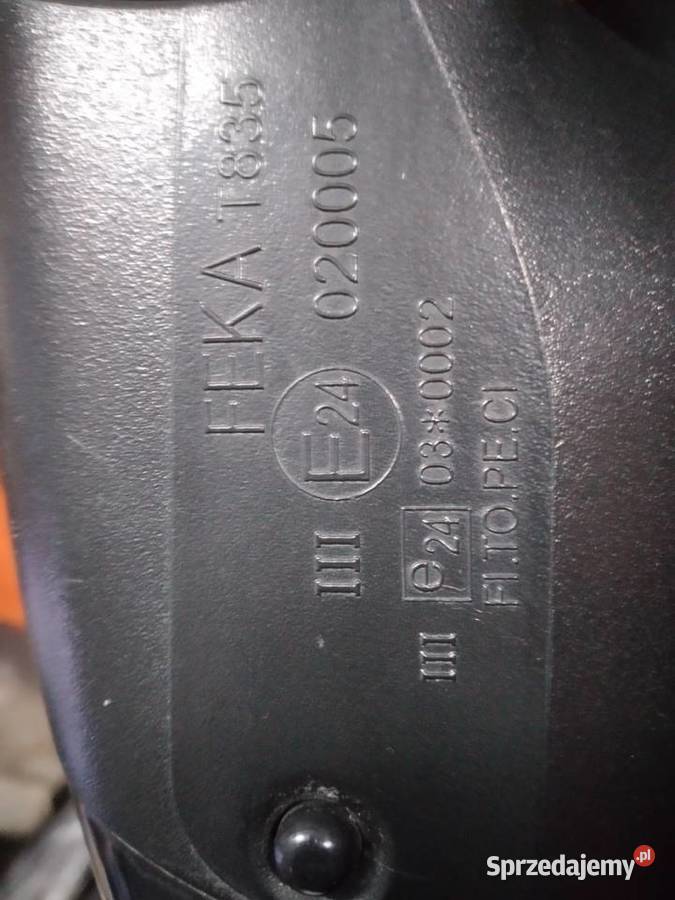 FEKA T835
III E24 020005
III e24 03*0002
FI.TO.PE.CI
Sprzedajemy.pl